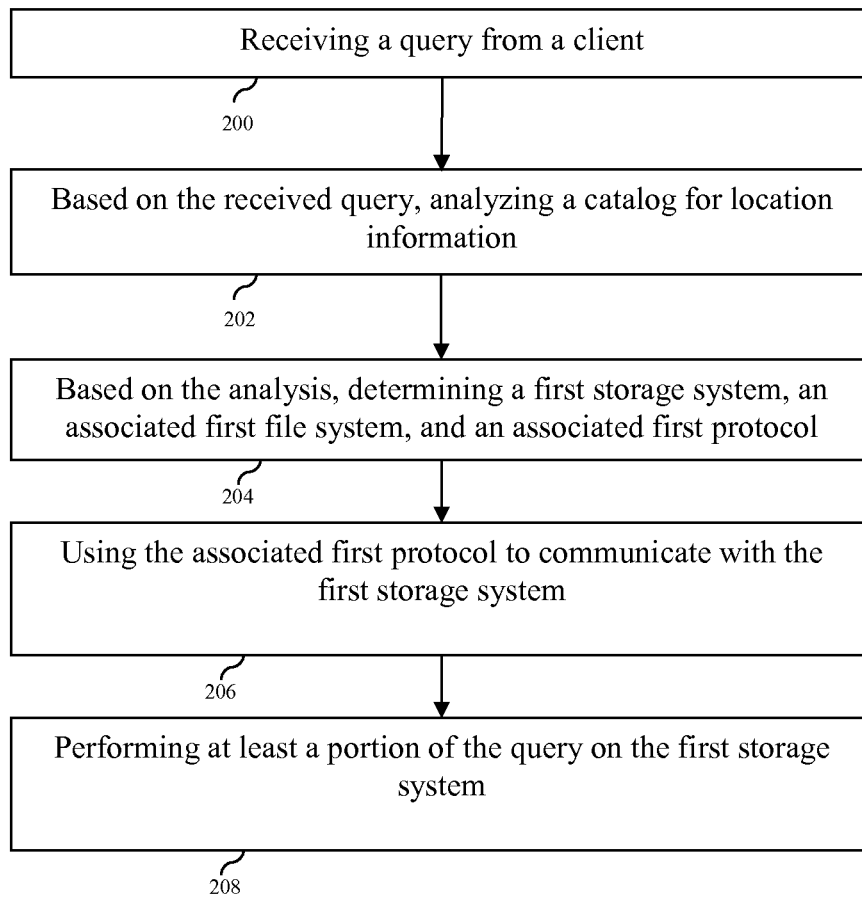 Receiving a query from a client
200
Based on the received query, analyzing a catalog for location
information
202
Based on the analysis, determining a first storage system, an
associated first file system, and an associated first protocol
204
Using the associated first protocol to communicate with the
first storage system
206
Performing at least a portion of the query on the first storage
system
208